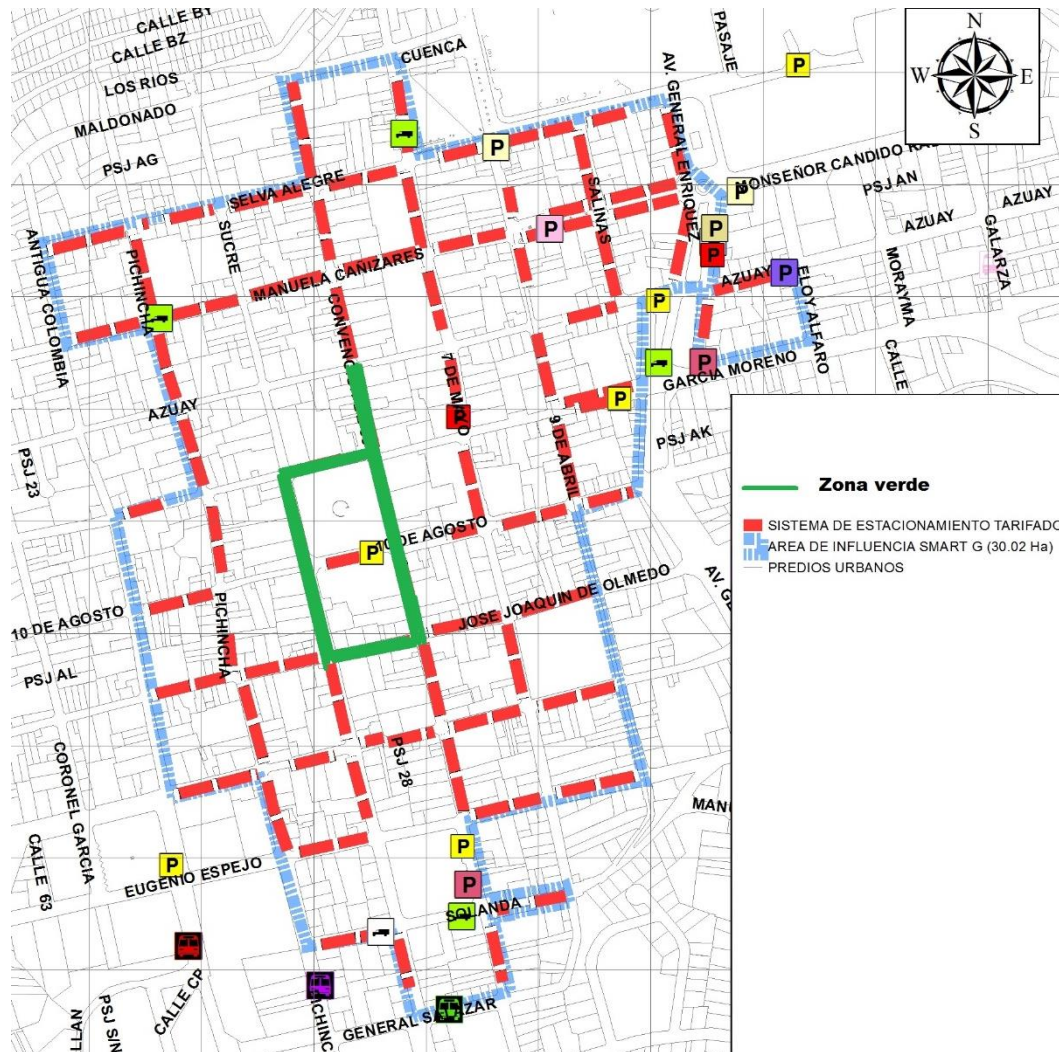 CALLE BY
CALLE BZ
LOS RIOS
MALDONADO
PSJ AG
CUENCA
PASAJE
AV. GENERAL ENRIQUEZ
N
W E
S
P
P
P
SELVA ALEGRE
SUCRE
SALINAS
MONSEÑOR CANDIDO
PSJ AN
AZUAY
AZUAY
GALARZA
MORAYMA
ANTIGUA COLOMBIA
PICHINCHA
MANUELA CAÑIZARES
P
P
P
AZUAY
P
ELOY ALFARO
P
CONVENCION
7 DE MAYO
P
GARCIA MORENO
CALLE
AZUAY
P
P
9 DE ABRIL
PSJ AK
PSJ 23
10 DE AGOSTO
P
Zona verde
SISTEMA DE ESTACIONAMIENTO TARIFADO
AREA DE INFLUENCIA SMART G (30.02 Ha)
PREDIOS URBANOS
10 DE AGOSTO
PICHINCHA
JOSE JOAQUIN DE OLMEDO
PSJ AL
PSJ 28
CORONEL GARCIA
CALLE 63
P
EUGENIO ESPEJO
P
P
SOLANDA
CALLE CP
PSJ S/N
GENERAL SALAZAR